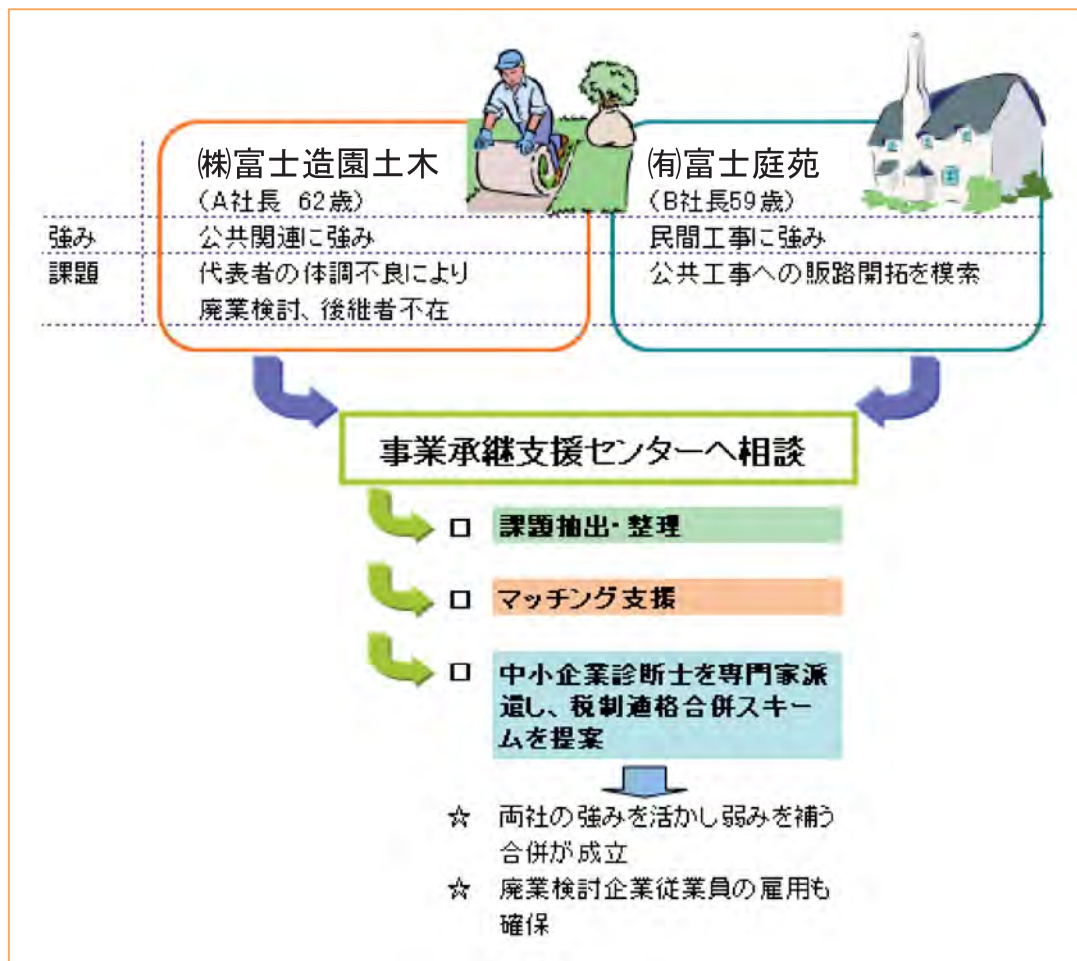 ㈱富士造園土木
(A社長 62歳)
㈲富士庭苑
(B社長59歳)
強み
公共関連に強み
民間工事に強み
課題
代表者の体調不良により
廃業検討、後継者不在
公共工事への販路開拓を模索
事業承継支援センターへ相談
□ 課題抽出・整理
□ マッチング支援
□ 中小企業診断士を専門家派
遣し、税制適格合併スキー
ムを提案
☆ 両社の強みを活かし弱みを補う
合併が成立
☆ 廃業検討企業従業員の雇用も
確保